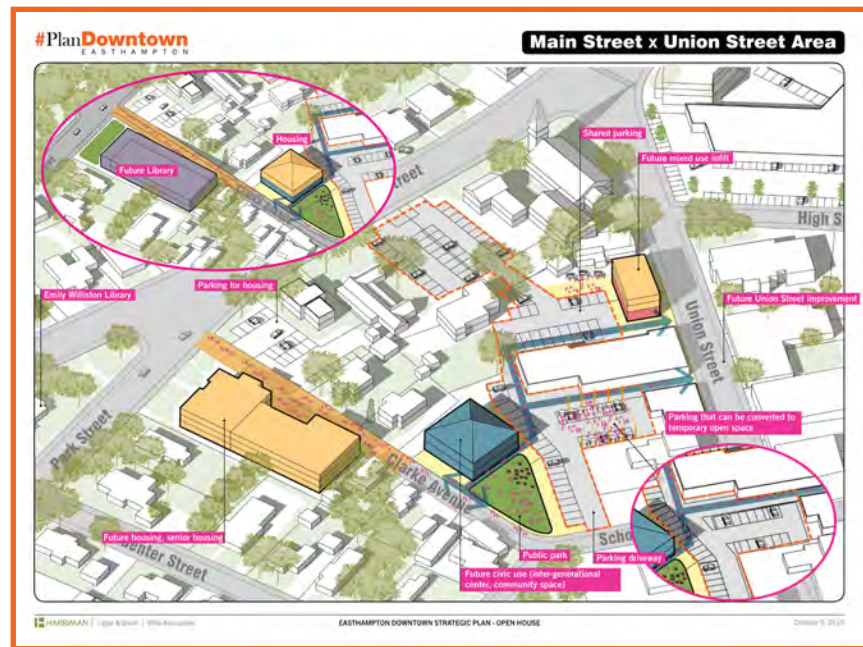 #PlanDowntown
EASTHAMPTON
Main Street x Union Street Area
Housing
Future Library
Street
Shared parking
Future mixed use infill
High S
Emily Williston Library
Parking for housing
Union Street
Future Union Street improvement
Park Street
Parking that can be converted to
temporary open space
Clarke Avenue
Future housing, senior housing
Center Street
Public park
Scho
Parking driveway
Future civic use (inter-generational
center, community space)
HARRIMAN
EASTHAMPTON DOWNTOWN STRATEGIC PLAN - OPEN HOUSE